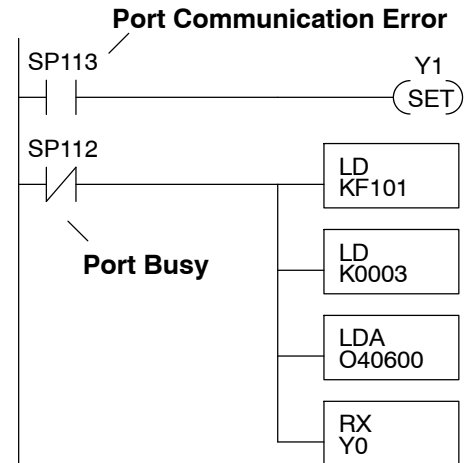 Port Communication Error
SP113
Y1
SET
SP112
Port Busy
LD
KF101
LD
K0003
LDA
O40600
RX
Y0